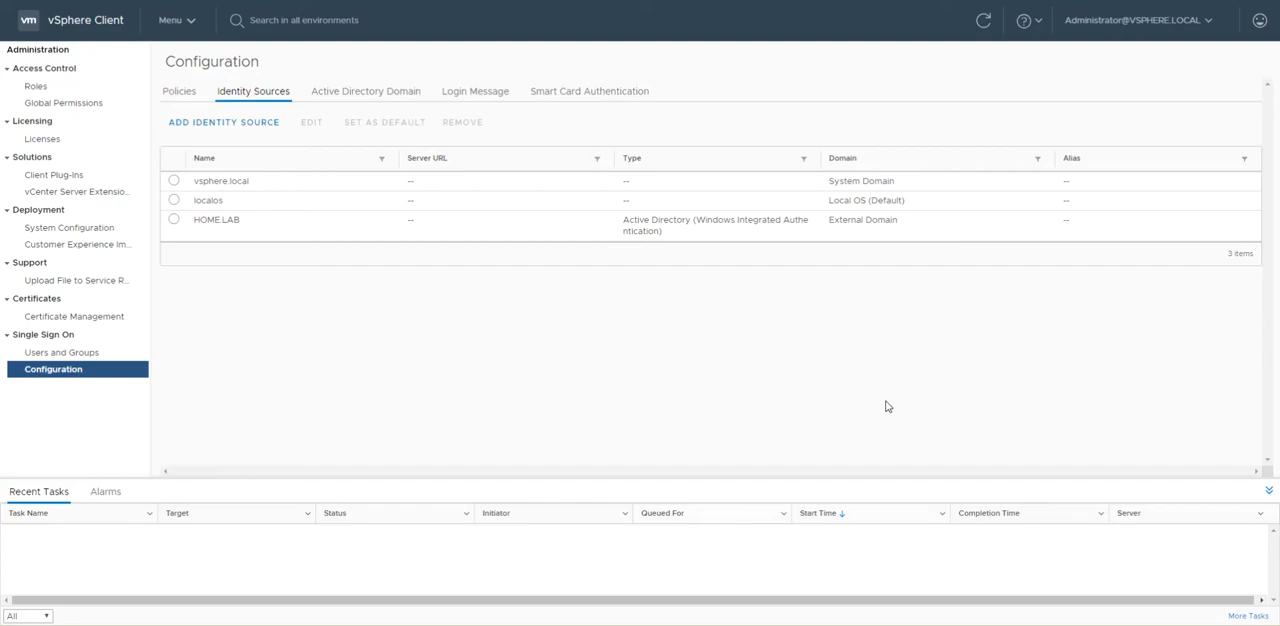 vm vSphere Client Menu Search in all environments Administrator@VSPHERE.LOCAL
Administration
Access Control
Roles
Global Permissions
Licensing
Licenses
Solutions
Client Plug-Ins
vCenter Server Extensio...
Deployment
System Configuration
Customer Experience Im...
Support
Upload File to Service R...
Certificates
Certificate Management
Single Sign On
Users and Groups
Configuration
Configuration
Policies Identity Sources Active Directory Domain Login Message Smart Card Authentication
ADD IDENTITY SOURCE EDIT SET AS DEFAULT REMOVE
Name Server URL Type Domain Alias
vsphere.local -- -- System Domain --
localos -- -- Local OS (Default) --
HOME.LAB -- Active Directory (Windows Integrated Authe External Domain --
ntication)
3 items
Recent Tasks Alarms
Task Name Target Status Initiator Queued For Start Time Completion Time Server
All More Tasks